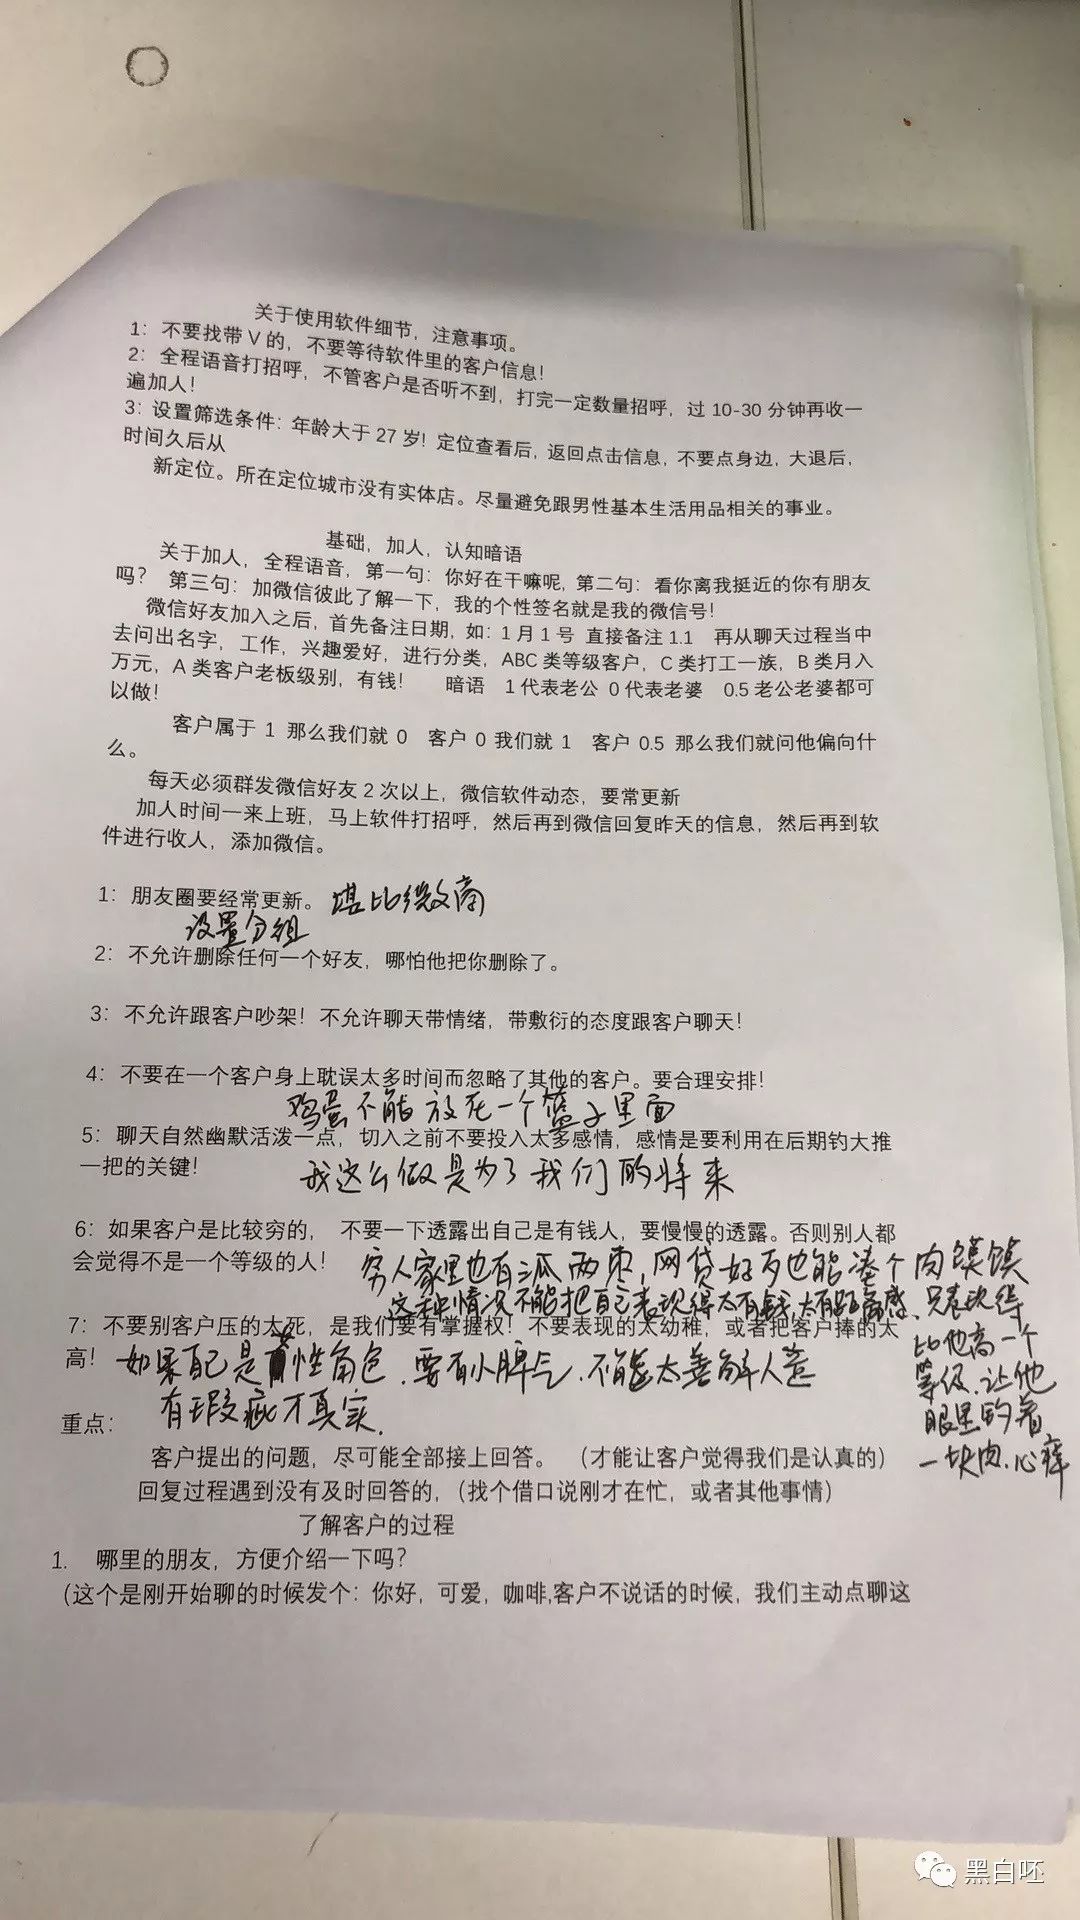 关于使用软件细节，注意事项。
1：不要找带 V 的，不要等待软件里的客户信息！
2：全程语音打招呼，不管客户是否听不到，打完一定数量招呼，过 10-30 分钟再收一
遍加人！
3：设置筛选条件：年龄大于 27 岁！定位查看后，返回点击信息，不要点身边，大退后，
时间久后从
新定位。所在定位城市没有实体店。尽量避免跟男性基本生活用品相关的事业。
基础，加人，认知暗语
关于加人，全程语音，第一句：你好在干嘛呢，第二句：看你离我挺近的你有朋友
吗？ 第三句：加微信彼此了解一下，我的个性签名就是我的微信号！
微信好友加入之后，首先备注日期，如：1 月 1 号 直接备注 1.1 再从聊天过程当中
去问出名字，工作，兴趣爱好，进行分类，ABC 类等级客户，C 类打工一族，B 类月入
万元，A 类客户老板级别，有钱！ 暗语 1 代表老公 0 代表老婆 0.5 老公老婆都可
以做！
客户属于 1 那么我们就 0 客户 0 我们就 1 客户 0.5 那么我们就问他偏向什
么。
每天必须群发微信好友 2 次以上，微信软件动态，要常更新
加人时间一来上班，马上软件打招呼，然后再到微信回复昨天的信息，然后再到软
件进行收人，添加微信。
1：朋友圈要经常更新。堪比微商
设置分组
2：不允许删除任何一个好友，哪怕他把你删除了。
3：不允许跟客户吵架！不允许聊天带情绪，带敷衍的态度跟客户聊天！
4：不要在一个客户身上耽误太多时间而忽略了其他的客户。要合理安排！
鸡蛋不能放死一个篮子里面
5：聊天自然幽默活泼一点，切入之前不要投入太多感情，感情是要利用在后期钓大推
一把的关键！ 我这么做是为了我们的将来
6：如果客户是比较穷的， 不要一下透露出自己是有钱人，要慢慢的透露。否则别人都
会觉得不是一个等级的人！ 穷人家里也有三瓜两枣，网贷好歹也能凑个肉馍馍
这种情况不能把自己表现得太有钱，太有距离感，只表现得
比他高一个
等级，让他
眼里钓着
一块肉，心痒
7：不要别客户压的太死，是我们要有掌握权！不要表现的太幼稚，或者把客户捧的太
高！ 如果自己是性角色，要有小脾气，不能太善解人意
有瑕疵才真实.
重点：
客户提出的问题，尽可能全部接上回答。（才能让客户觉得我们是认真的）
回复过程遇到没有及时回答的，（找个借口说刚才在忙，或者其他事情）
了解客户的过程
1. 哪里的朋友，方便介绍一下吗？
（这个是刚开始聊的时候发个：你好，可爱，咖啡,客户不说话的时候，我们主动点聊这
黑白呸